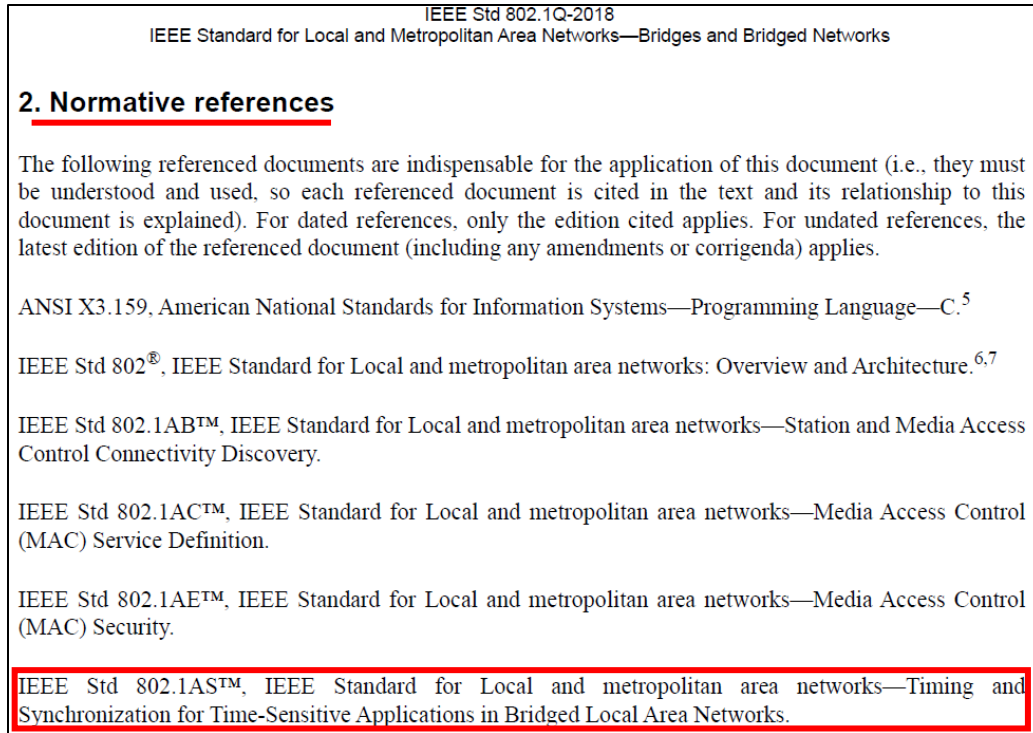 IEEE Std 802.1Q-2018
IEEE Standard for Local and Metropolitan Area Networks—Bridges and Bridged Networks
2. Normative references
The following referenced documents are indispensable for the application of this document (i.e., they must
be understood and used, so each referenced document is cited in the text and its relationship to this
document is explained). For dated references, only the edition cited applies. For undated references, the
latest edition of the referenced document (including any amendments or corrigenda) applies.
ANSI X3.159, American National Standards for Information Systems—Programming Language—C.5
IEEE Std 802®, IEEE Standard for Local and metropolitan area networks: Overview and Architecture.6,7
IEEE Std 802.1AB™, IEEE Standard for Local and metropolitan area networks—Station and Media Access
Control Connectivity Discovery.
IEEE Std 802.1AC™, IEEE Standard for Local and metropolitan area networks—Media Access Control
(MAC) Service Definition.
IEEE Std 802.1AE™, IEEE Standard for Local and metropolitan area networks—Media Access Control
(MAC) Security.
IEEE Std 802.1AS™, IEEE Standard for Local and metropolitan area networks—Timing and
Synchronization for Time-Sensitive Applications in Bridged Local Area Networks.